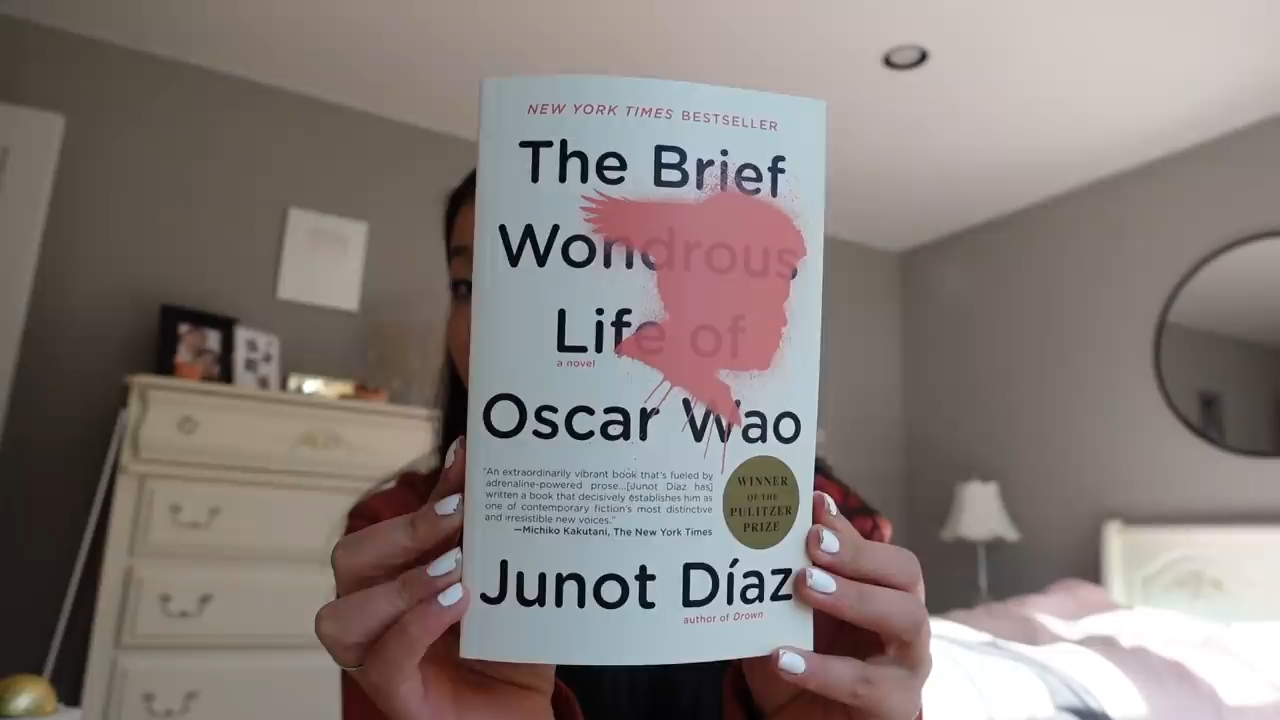 NEW YORK TIMES BESTSELLER
The Brief
Wondrous
Life of
a novel
Oscar Wao
"An extraordinarily vibrant book that's fueled by
adrenaline-powered prose...[Junot Díaz has]
written a book that decisively establishes him as
one of contemporary fiction's most distinctive
and irresistible new voices."
—Michiko Kakutani, The New York Times
WINNER
OF THE
PULITZER
PRIZE
Junot Díaz
author of Drown